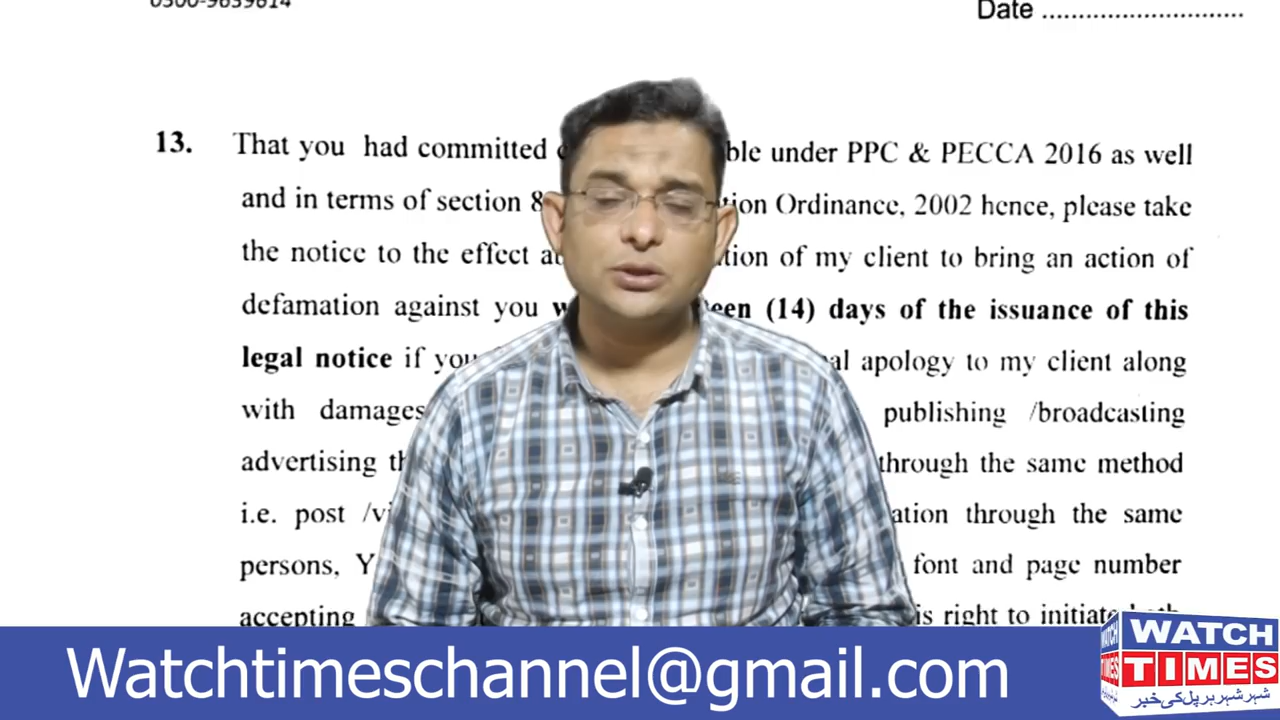 Date ............................
13. That you had committed ble under PPC & PECCA 2016 as well
and in terms of section 8 tion Ordinance, 2002 hence, please take
the notice to the effect tion of my client to bring an action of
defamation against you een (14) days of the issuance of this
legal notice if you al apology to my client along
with damages publishing /broadcasting
advertising through the same method
i.e. post ation through the same
persons, font and page number
accepting is right to initiate both
Watchtimeschannel@gmail.com
WATCH
TIMES
شہر شہر ہر پل کی خبر